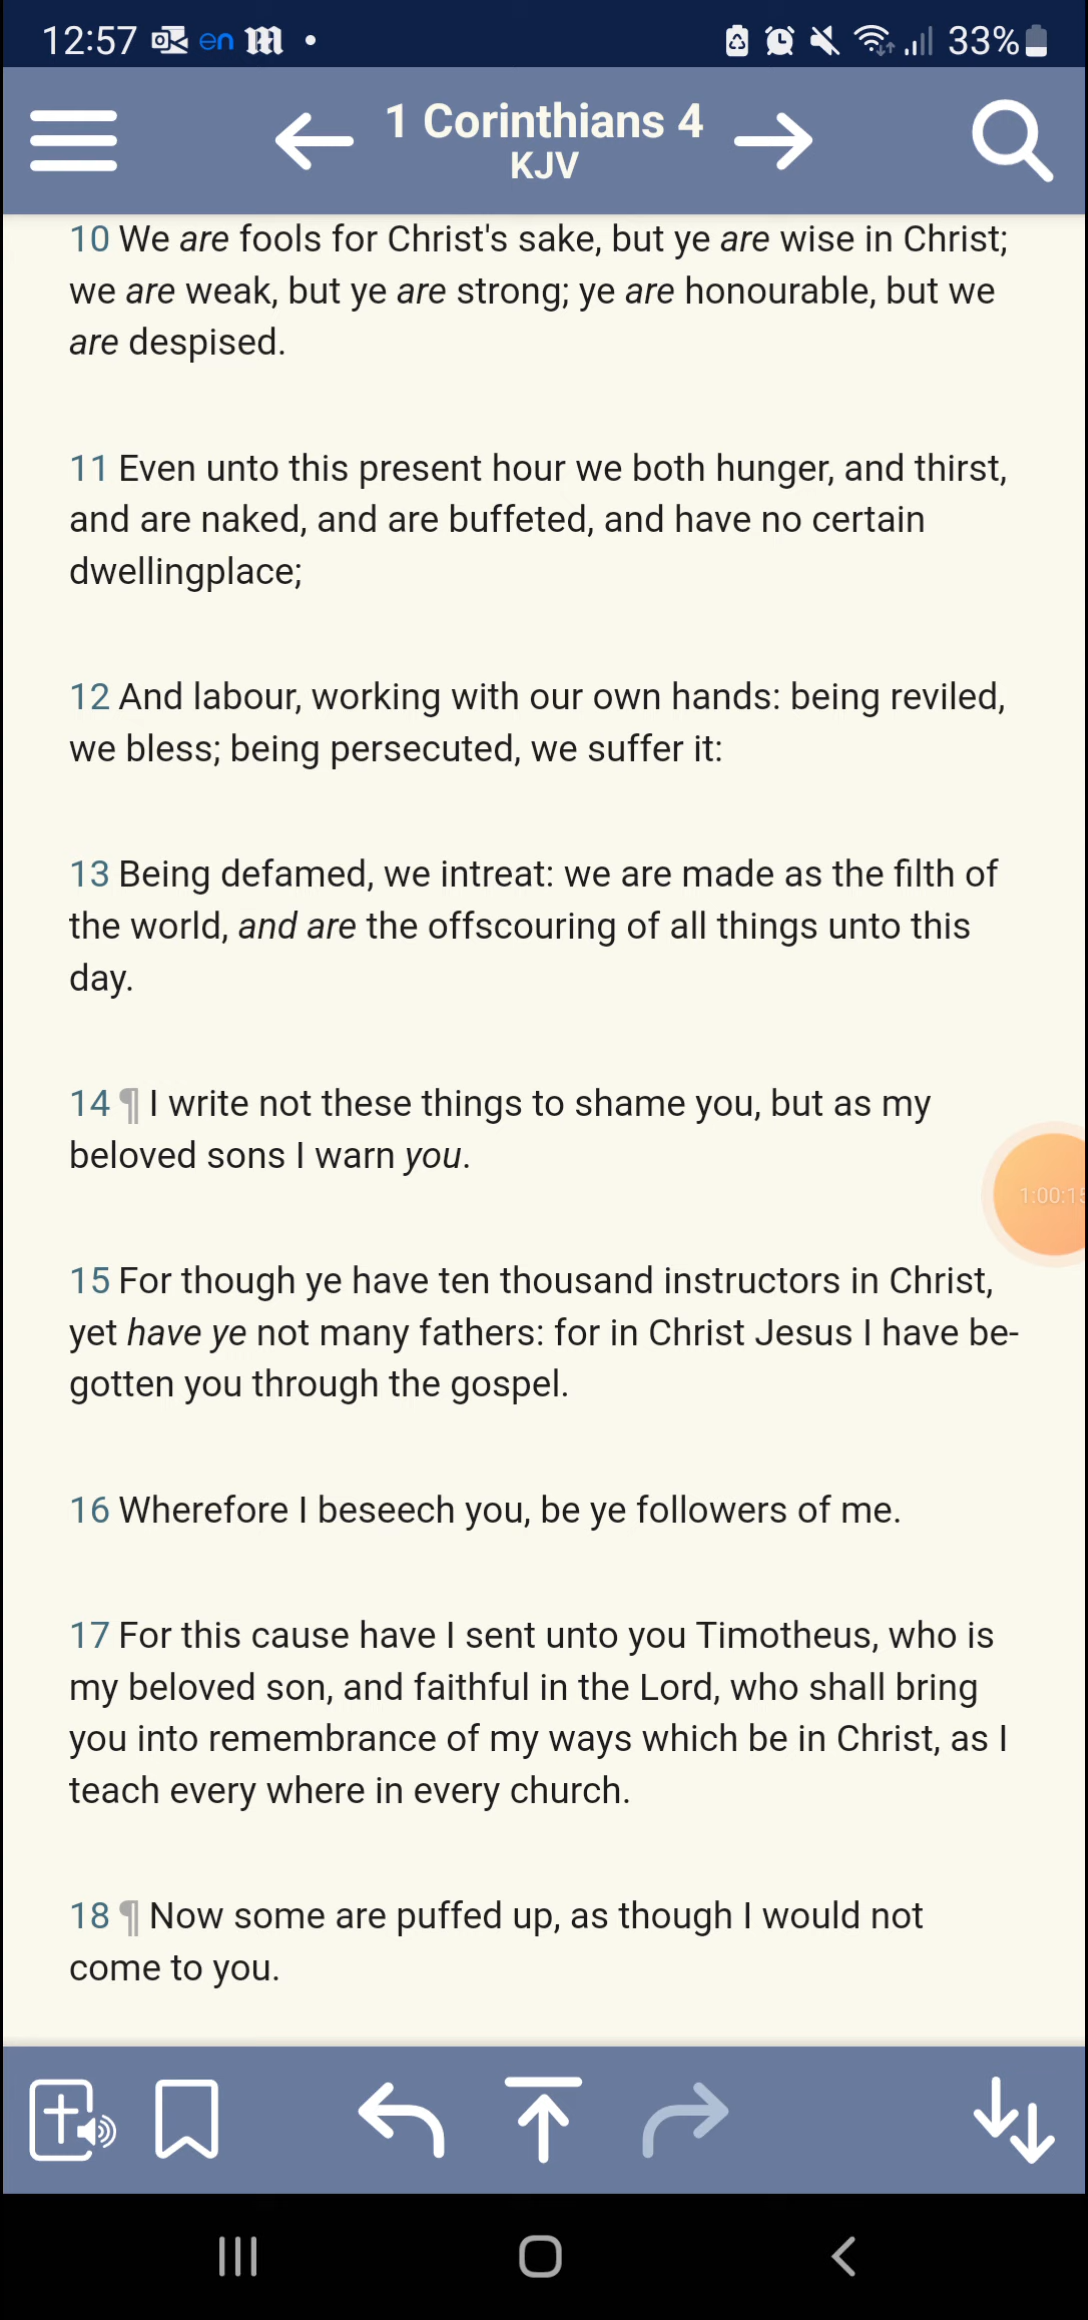 12:57 en m 33%
1 Corinthians 4
KJV
10 We are fools for Christ's sake, but ye are wise in Christ;
we are weak, but ye are strong; ye are honourable, but we
are despised.
11 Even unto this present hour we both hunger, and thirst,
and are naked, and are buffeted, and have no certain
dwellingplace;
12 And labour, working with our own hands: being reviled,
we bless; being persecuted, we suffer it:
13 Being defamed, we intreat: we are made as the filth of
the world, and are the offscouring of all things unto this
day.
14 ¶ I write not these things to shame you, but as my
beloved sons I warn you.
1:00:15
15 For though ye have ten thousand instructors in Christ,
yet have ye not many fathers: for in Christ Jesus I have be-
gotten you through the gospel.
16 Wherefore I beseech you, be ye followers of me.
17 For this cause have I sent unto you Timotheus, who is
my beloved son, and faithful in the Lord, who shall bring
you into remembrance of my ways which be in Christ, as I
teach every where in every church.
18 ¶ Now some are puffed up, as though I would not
come to you.